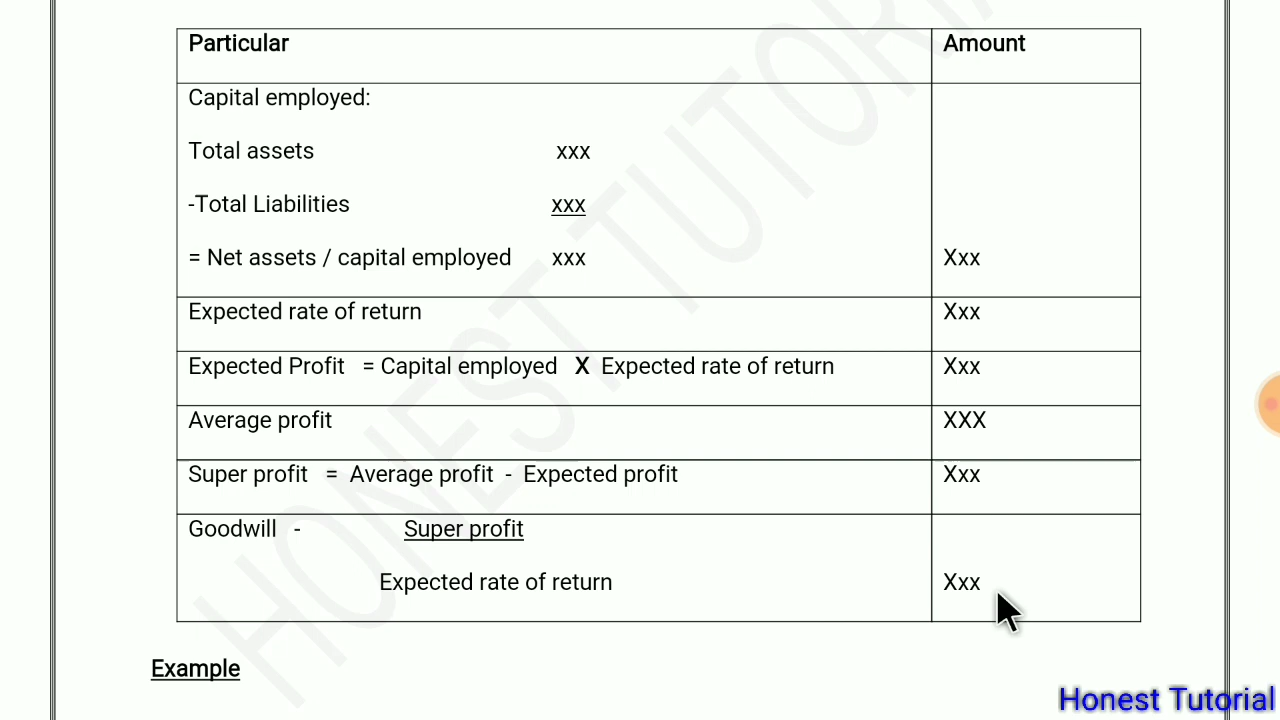 Particular Amount
Capital employed:
Total assets xxx
-Total Liabilities xxx
= Net assets / capital employed xxx Xxx
Expected rate of return Xxx
Expected Profit = Capital employed X Expected rate of return Xxx
Average profit XXX
Super profit = Average profit - Expected profit Xxx
Goodwill - Super profit
Expected rate of return Xxx
Example
Honest Tutorial
HONEST TUTORIA